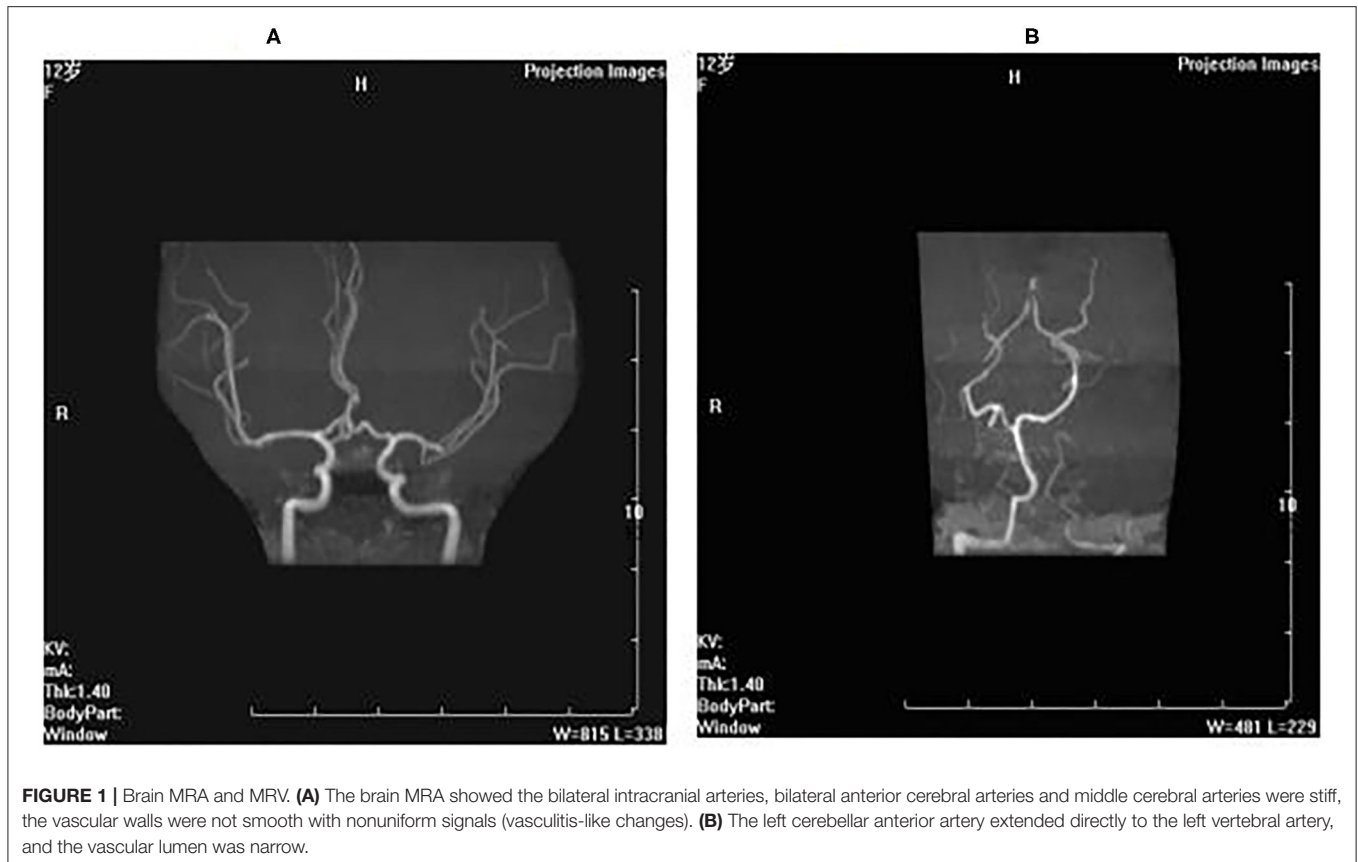 A
B
12岁
F
H
Projection Images
R
10
KV:
mA:
Thk:1.40
BodyPart:
Window
W=815 L=338
12岁
F
H
Projection Images
R
10
KV:
mA:
Thk:1.40
BodyPart:
Window
W=481 L=229
FIGURE 1 | Brain MRA and MRV. (A) The brain MRA showed the bilateral intracranial arteries, bilateral anterior cerebral arteries and middle cerebral arteries were stiff,
the vascular walls were not smooth with nonuniform signals (vasculitis-like changes). (B) The left cerebellar anterior artery extended directly to the left vertebral artery,
and the vascular lumen was narrow.